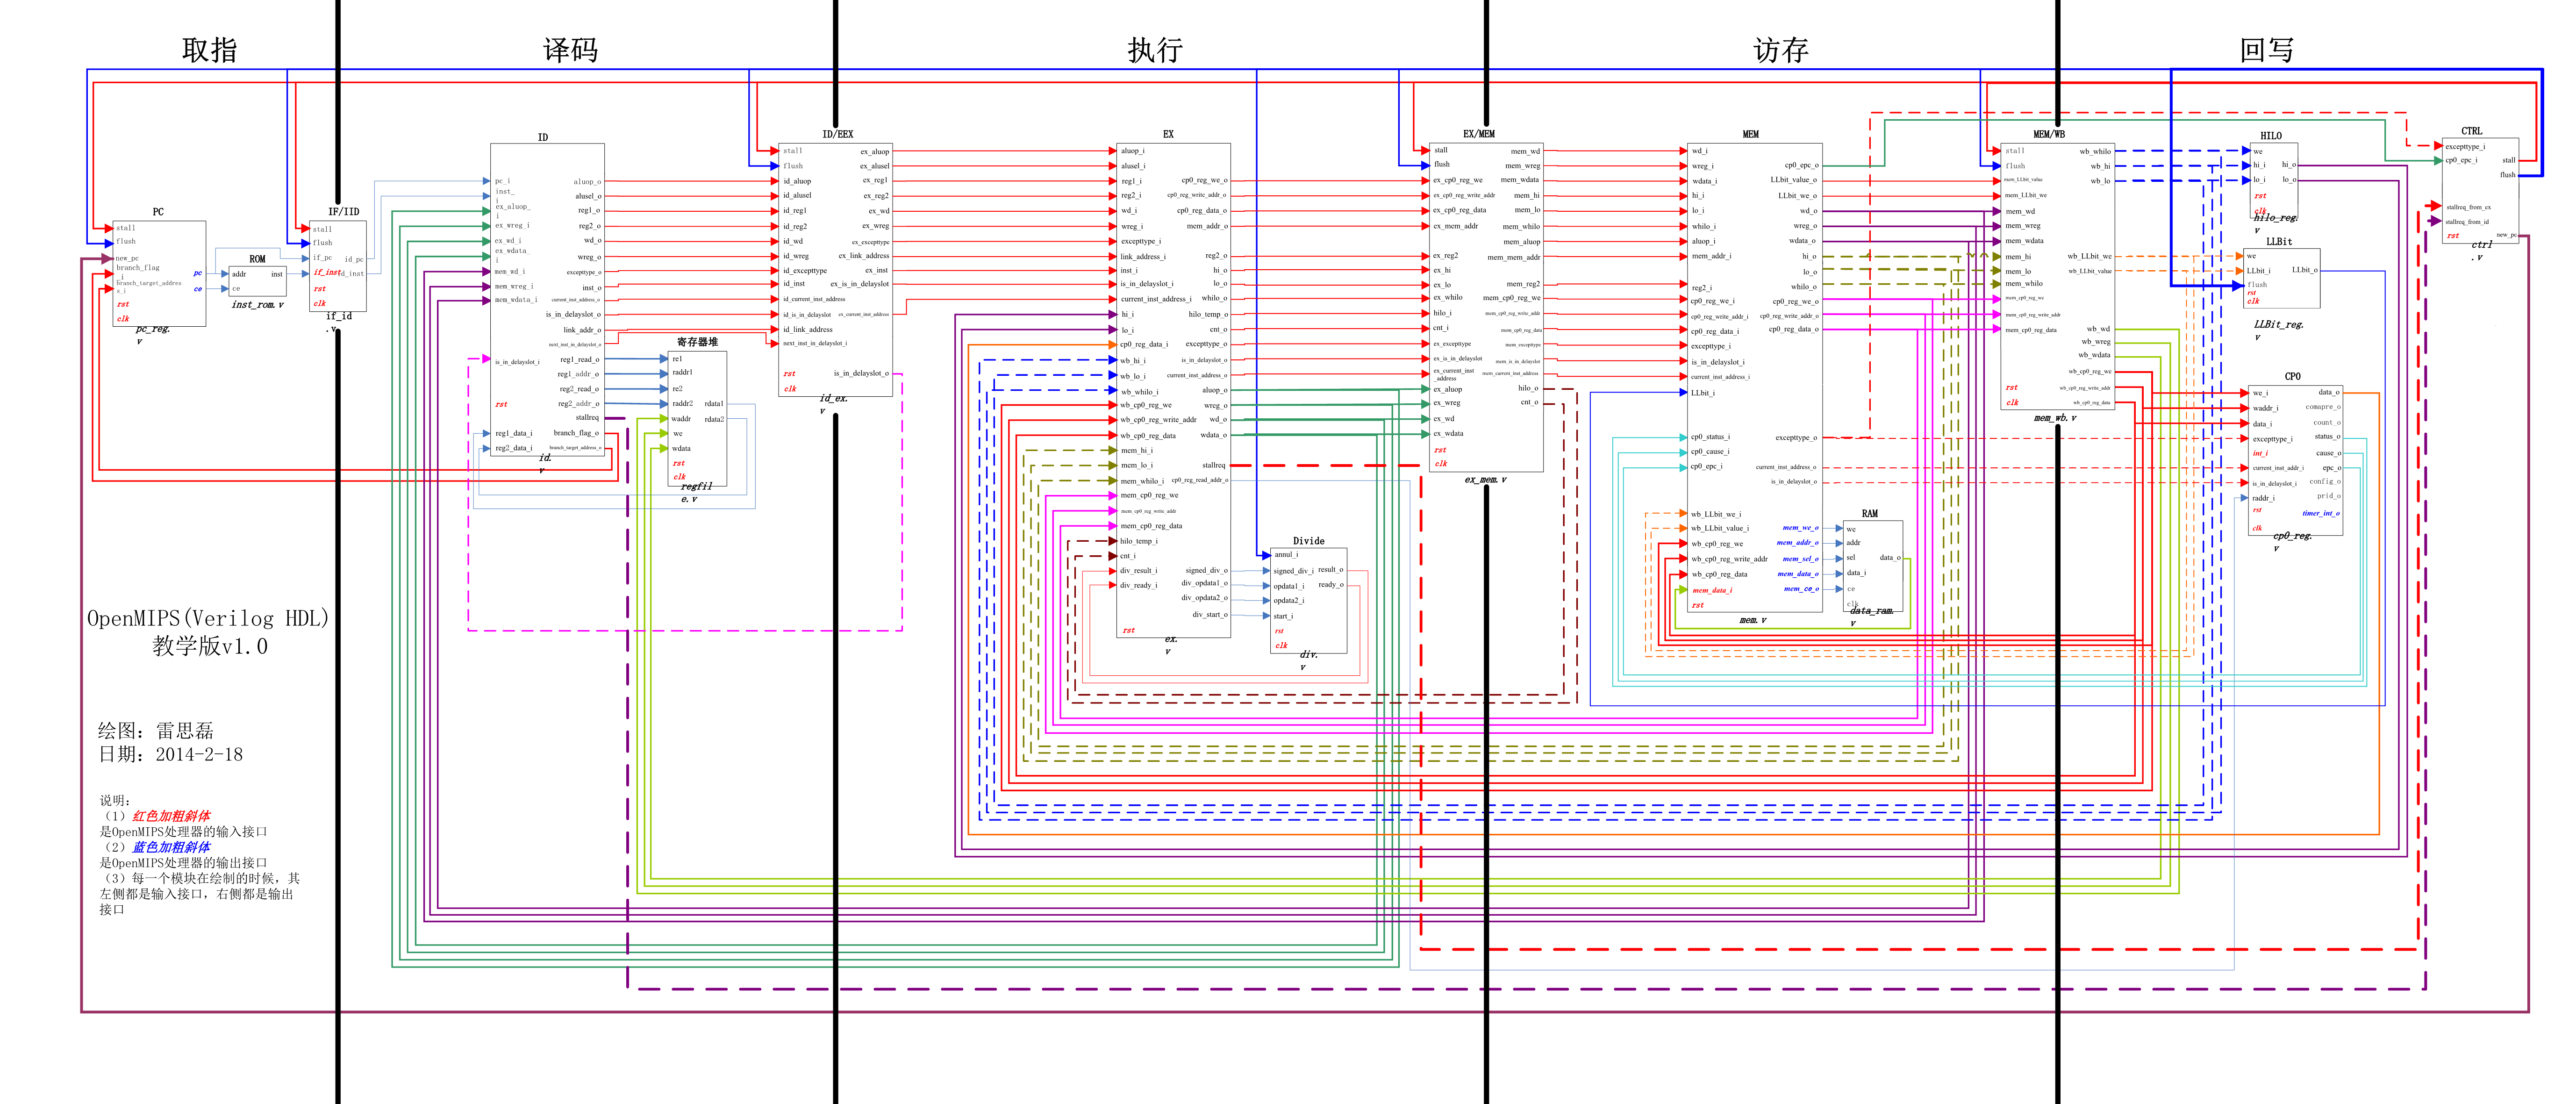 取指
译码
执行
访存
回写
PC
stall
flush
new_pc
branch_flag
_i
branch_target_address
s_i
rst
clk
pc
ce
pc_reg.
v
ROM
addr
inst
ce
inst_rom.v
IF/IID
stall
flush
if_pc
if_inst
rst
clk
id_pc
id_inst
if_id
.v
ID
pc_i
inst_
i
ex_aluop_
i
ex_wreg_i
ex_wd_i
ex_wdata_
i
mem_wd_i
mem_wreg_i
mem_wdata_i
is_in_delayslot_i
rst
reg1_data_i
reg2_data_i
aluop_o
alusel_o
reg1_o
reg2_o
wd_o
wreg_o
excepttype_o
inst_o
current_inst_address_o
is_in_delayslot_o
link_addr_o
next_inst_in_delayslot_o
reg1_read_o
reg1_addr_o
reg2_read_o
reg2_addr_o
stallreq
branch_flag_o
branch_target_address_o
id.
v
寄存器堆
re1
raddr1
re2
raddr2
waddr
we
wdata
rst
clk
rdata1
rdata2
regfil
e.v
ID/EEX
stall
flush
id_aluop
id_alusel
id_reg1
id_reg2
id_wd
id_wreg
id_excepttype
id_inst
id_current_inst_address
id_is_in_delayslot
id_link_address
next_inst_in_delayslot_i
rst
clk
ex_aluop
ex_alusel
ex_reg1
ex_reg2
ex_wd
ex_wreg
ex_excepttype
ex_link_address
ex_inst
ex_is_in_delayslot
ex_current_inst_address
is_in_delayslot_o
id_ex.
v
EX
aluop_i
alusel_i
reg1_i
reg2_i
wd_i
wreg_i
excepttype_i
link_address_i
inst_i
is_in_delayslot_i
current_inst_address_i
hi_i
lo_i
cp0_reg_data_i
wb_hi_i
wb_lo_i
wb_whilo_i
wb_cp0_reg_we
wb_cp0_reg_write_addr
wb_cp0_reg_data
mem_hi_i
mem_lo_i
mem_whilo_i
mem_cp0_reg_we
mem_cp0_reg_write_addr
mem_cp0_reg_data
hilo_temp_i
cnt_i
div_result_i
div_ready_i
rst
cp0_reg_we_o
cp0_reg_write_addr_o
cp0_reg_data_o
mem_addr_o
reg2_o
hi_o
lo_o
whilo_o
hilo_temp_o
cnt_o
excepttype_o
is_in_delayslot_o
current_inst_address_o
aluop_o
wreg_o
wd_o
wdata_o
stallreq
cp0_reg_read_addr_o
signed_div_o
div_opdata1_o
div_opdata2_o
div_start_o
ex.
v
Divide
annul_i
signed_div_i
opdata1_i
opdata2_i
start_i
rst
clk
result_o
ready_o
div.
v
EX/MEM
stall
flush
ex_cp0_reg_we
ex_cp0_reg_write_addr
ex_cp0_reg_data
ex_mem_addr
ex_reg2
ex_hi
ex_lo
ex_whilo
hilo_i
cnt_i
ex_excepttype
ex_is_in_delayslot
ex_current_inst
_address
ex_aluop
ex_wreg
ex_wd
ex_wdata
rst
clk
mem_wd
mem_wreg
mem_wdata
mem_hi
mem_lo
mem_whilo
mem_aluop
mem_mem_addr
mem_reg2
mem_cp0_reg_we
mem_cp0_reg_write_addr
mem_cp0_reg_data
mem_excepttype
mem_is_in_delayslot
mem_current_inst_address
hilo_o
cnt_o
ex_mem.v
MEM
wd_i
wreg_i
wdata_i
hi_i
lo_i
whilo_i
aluop_i
mem_addr_i
reg2_i
cp0_reg_we_i
cp0_reg_write_addr_i
cp0_reg_data_i
excepttype_i
is_in_delayslot_i
current_inst_address_i
LLbit_i
cp0_status_i
cp0_cause_i
cp0_epc_i
wb_LLbit_we_i
wb_LLbit_value_i
wb_cp0_reg_we
wb_cp0_reg_write_addr
wb_cp0_reg_data
mem_data_i
rst
cp0_epc_o
LLbit_value_o
LLbit_we_o
wd_o
wreg_o
wdata_o
hi_o
lo_o
whilo_o
cp0_reg_we_o
cp0_reg_write_addr_o
cp0_reg_data_o
excepttype_o
current_inst_address_o
is_in_delayslot_o
mem_we_o
mem_addr_o
mem_sel_o
mem_data_o
mem_ce_o
mem.v
RAM
we
addr
sel
data_i
ce
clk
data_o
data_ram.
v
MEM/WB
stall
flush
mem_LLbit_value
mem_LLbit_we
mem_wd
mem_wreg
mem_wdata
mem_hi
mem_lo
mem_whilo
mem_cp0_reg_we
mem_cp0_reg_write_addr
mem_cp0_reg_data
rst
clk
wb_whilo
wb_hi
wb_lo
wb_LLbit_we
wb_LLbit_value
wb_wd
wb_wreg
wb_wdata
wb_cp0_reg_we
wb_cp0_reg_write_addr
wb_cp0_reg_data
mem_wb.v
HILO
we
hi_i
lo_i
rst
clk
hi_o
lo_o
hilo_reg.
v
LLBit
we
LLbit_i
flush
rst
clk
LLbit_o
LLBit_reg.
v
CP0
we_i
waddr_i
data_i
excepttype_i
int_i
current_inst_addr_i
is_in_delayslot_i
raddr_i
rst
clk
data_o
comapre_o
count_o
status_o
cause_o
epc_o
config_o
prid_o
timer_int_o
cp0_reg.
v
CTRL
excepttype_i
cp0_epc_i
stallreq_from_ex
stallreq_from_id
rst
stall
flush
new_pc
ctrl
.v
OpenMIPS(Verilog HDL)
教学版v1.0
绘图：雷思磊
日期：2014-2-18
说明：
（1）红色加粗斜体
是OpenMIPS处理器的输入接口
（2）蓝色加粗斜体
是OpenMIPS处理器的输出接口
（3）每一个模块在绘制的时候，其
左侧都是输入接口，右侧都是输出
接口